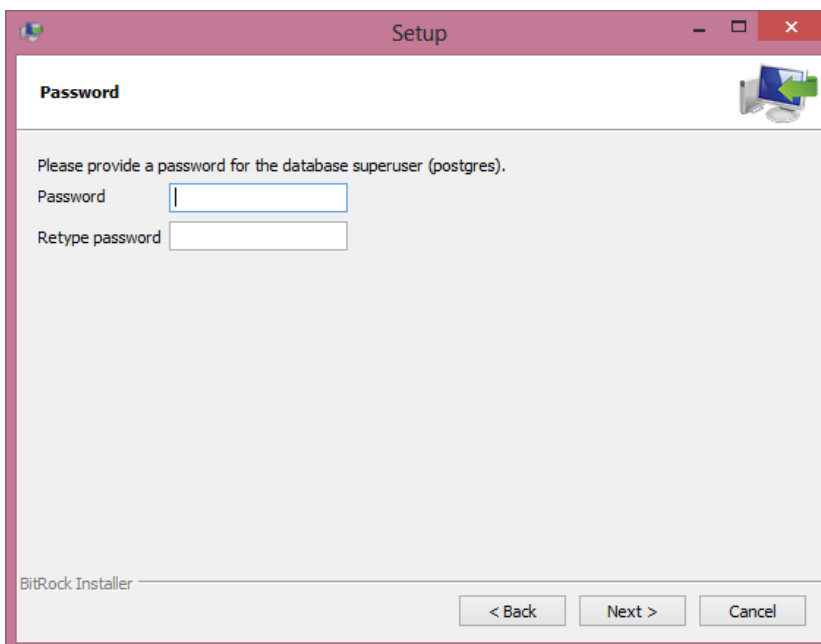 Setup
Password
Please provide a password for the database superuser (postgres).
Password
Retype password
BitRock Installer
< Back Next > Cancel